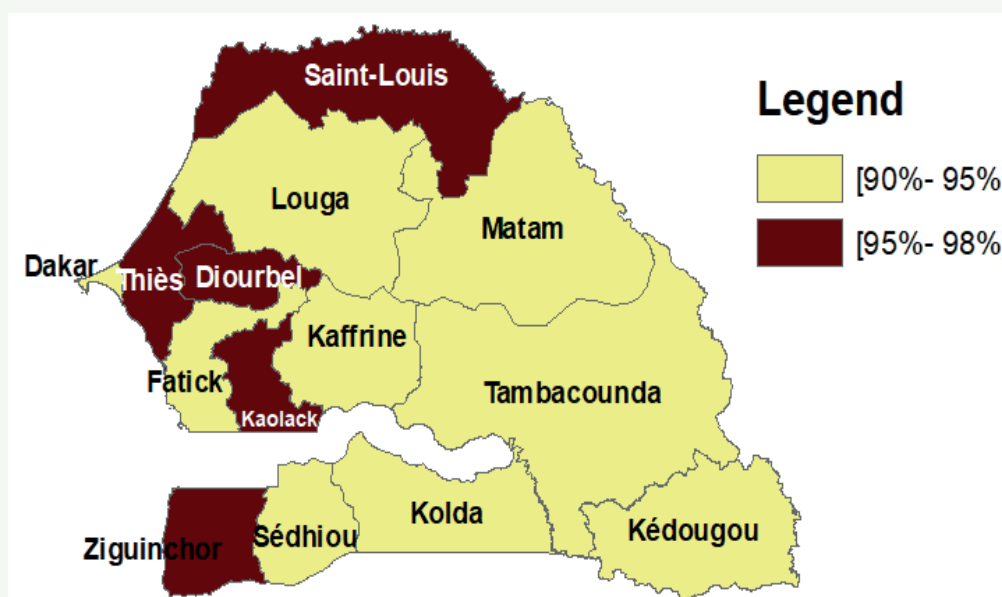 Saint-Louis
Legend
[90%- 95%
Louga
Matam
[95%- 98%
Dakar
Thiès
Diourbel
Kaffrine
Fatick
Tambacounda
Kaolack
Kolda
Sédhiou
Kédougou
Ziguinchor